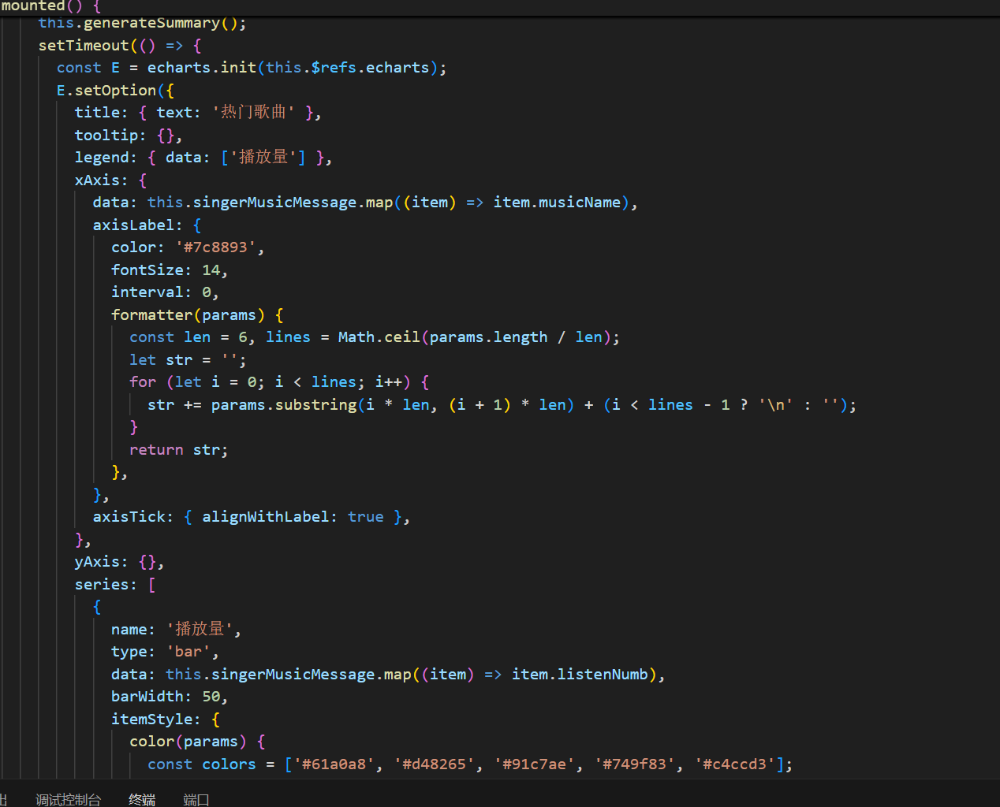 mounted() {
this.generateSummary();
setTimeout(() => {
const E = echarts.init(this.$refs.echarts);
E.setOption({
title: { text: '热门歌曲' },
tooltip: {},
legend: { data: ['播放量'] },
xAxis: {
data: this.singerMusicMessage.map((item) => item.musicName),
axisLabel: {
color: '#7c8893',
fontSize: 14,
interval: 0,
formatter(params) {
const len = 6, lines = Math.ceil(params.length / len);
let str = '';
for (let i = 0; i < lines; i++) {
str += params.substring(i * len, (i + 1) * len) + (i < lines - 1 ? '\n' : '');
}
return str;
},
},
axisTick: { alignWithLabel: true },
},
yAxis: {},
series: [
{
name: '播放量',
type: 'bar',
data: this.singerMusicMessage.map((item) => item.listenNumb),
barWidth: 50,
itemStyle: {
color(params) {
const colors = ['#61a0a8', '#d48265', '#91c7ae', '#749f83', '#c4ccd3'];
出 调试控制台 终端 端口